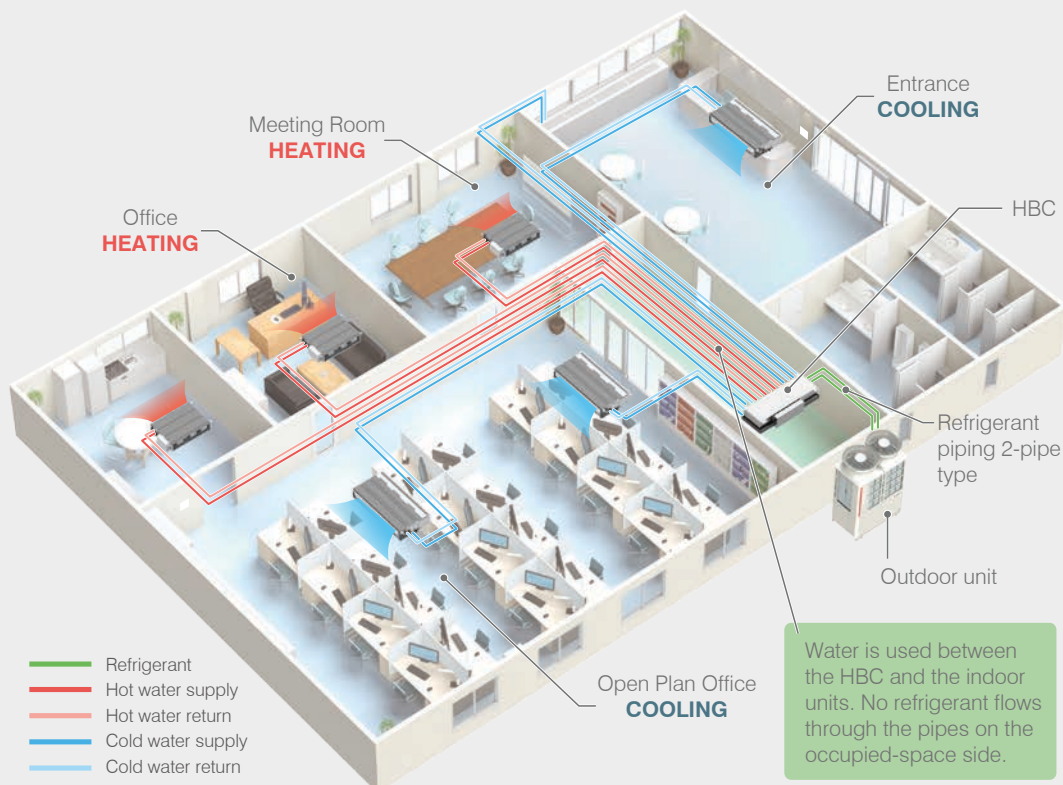 Entrance
COOLING
Meeting Room
HEATING
HBC
Office
HEATING
Refrigerant
piping 2-pipe
type
Outdoor unit
Water is used between
the HBC and the indoor
units. No refrigerant flows
through the pipes on the
occupied-space side.
Open Plan Office
COOLING
Refrigerant
Hot water supply
Hot water return
Cold water supply
Cold water return